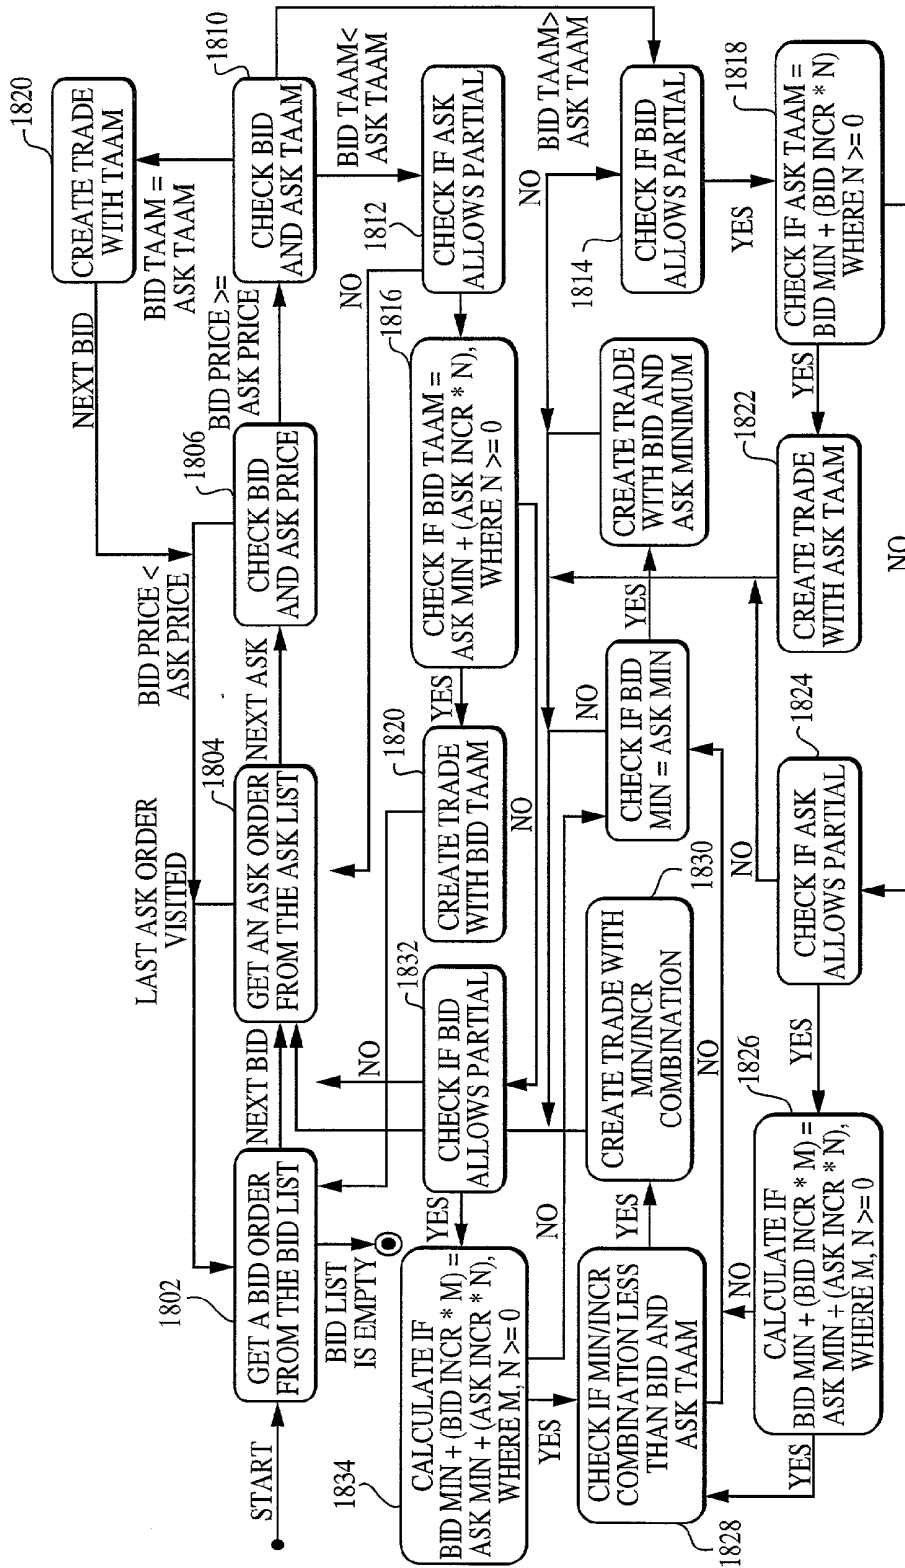 START
1802
GET A BID ORDER
FROM THE BID LIST
BID LIST
IS EMPTY
NEXT BID
LAST ASK ORDER
VISITED
1804
GET AN ASK ORDER
FROM THE ASK LIST
NEXT ASK
BID PRICE <
ASK PRICE
1806
CHECK BID
AND ASK PRICE
BID PRICE >=
ASK PRICE
NEXT BID
1820
CREATE TRADE
WITH TAAM
BID TAAM =
ASK TAAM
1810
CHECK BID
AND ASK TAAM
BID TAAM<
ASK TAAM
BID TAAM>
ASK TAAM
1812
CHECK IF ASK
ALLOWS PARTIAL
NO
1816
CHECK IF BID TAAM =
ASK MIN + (ASK INCR * N),
WHERE N >= 0
YES
1820
CREATE TRADE
WITH BID TAAM
NO
1832
CHECK IF BID
ALLOWS PARTIAL
NO
YES
1834
CALCULATE IF
BID MIN + (BID INCR * M) =
ASK MIN + (ASK INCR * N),
WHERE M, N >= 0
NO
YES
1828
CHECK IF MIN/INCR
COMBINATION LESS
THAN BID AND
ASK TAAM
YES
NO
1830
CREATE TRADE WITH
MIN/INCR
COMBINATION
CHECK IF BID
MIN = ASK MIN
NO
YES
CREATE TRADE
WITH BID AND
ASK MINIMUM
NO
1814
CHECK IF BID
ALLOWS PARTIAL
YES
1818
CHECK IF ASK TAAM =
BID MIN + (BID INCR * N)
WHERE N >= 0
YES
NO
1822
CREATE TRADE
WITH ASK TAAM
1824
CHECK IF ASK
ALLOWS PARTIAL
NO
YES
1826
CALCULATE IF
BID MIN + (BID INCR * M) =
ASK MIN + (ASK INCR * N),
WHERE M, N >= 0
NO
YES